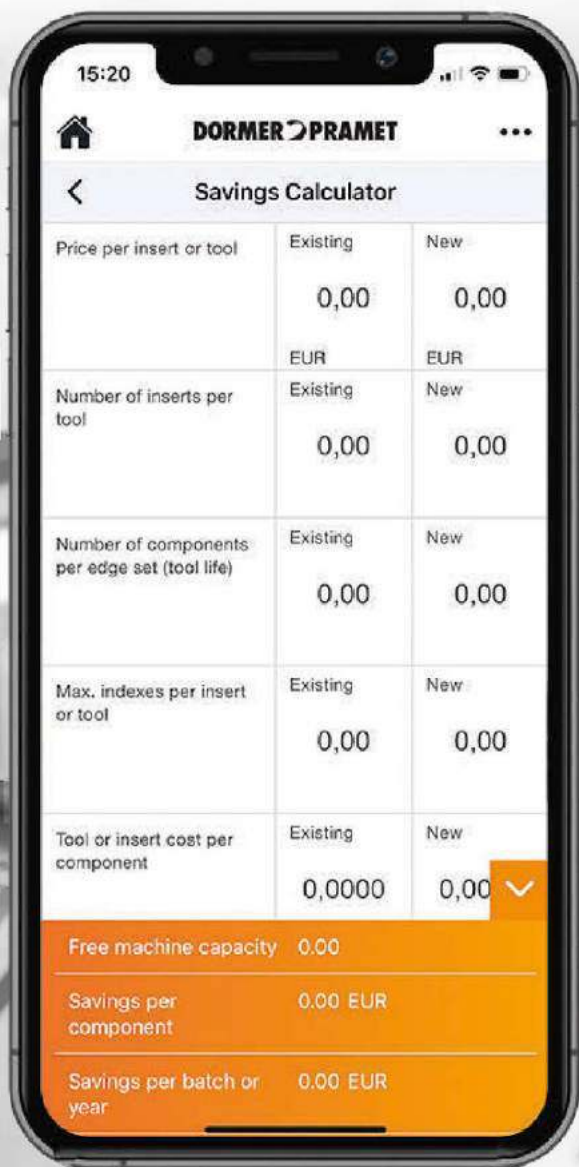 15:20
DORMER PRAMET
Savings Calculator
Price per insert or tool
Existing
New
0,00
0,00
EUR
EUR
Number of inserts per
tool
Existing
New
0,00
0,00
Number of components
per edge set (tool life)
Existing
New
0,00
0,00
Max. indexes per insert
or tool
Existing
New
0,00
0,00
Tool or insert cost per
component
Existing
New
0,0000
0,00
Free machine capacity 0.00
Savings per
component
0.00 EUR
Savings per batch or
year
0.00 EUR